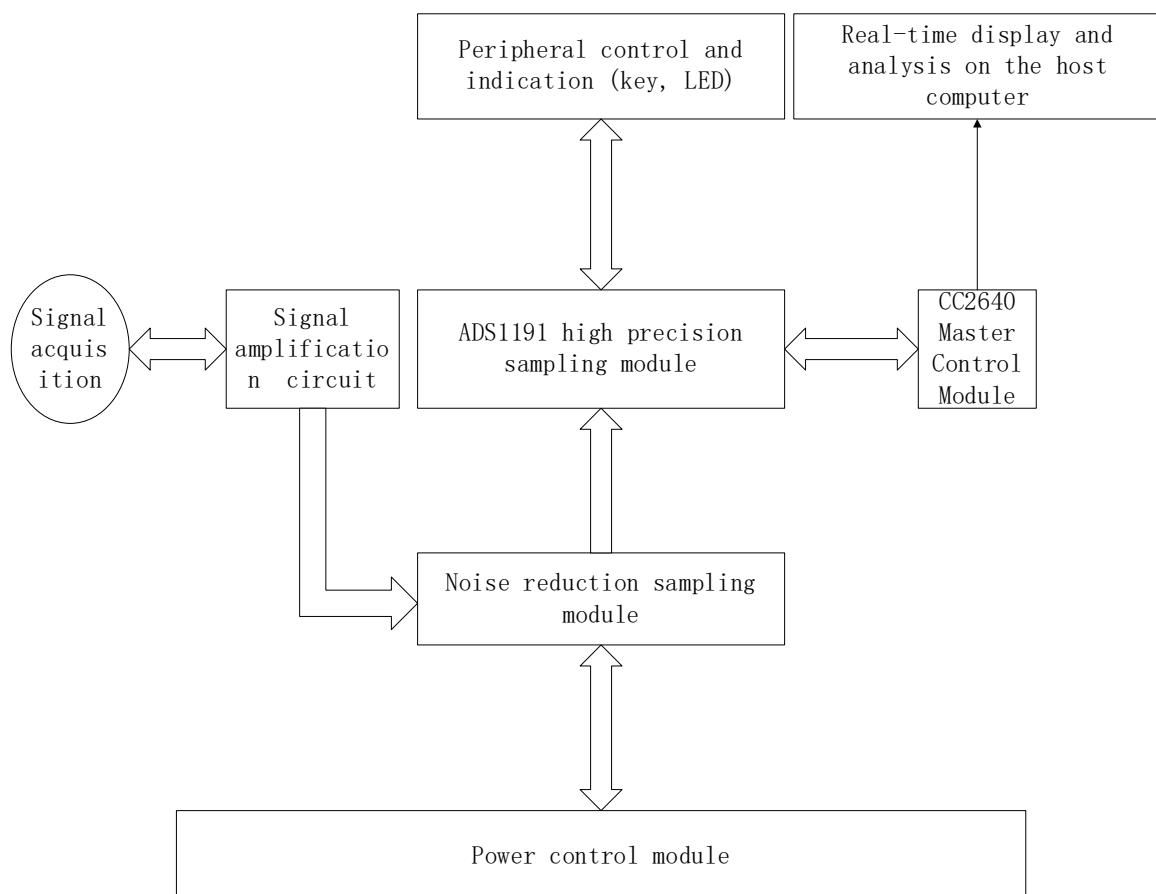 Peripheral control and
indication (key, LED)
Real-time display and
analysis on the host
computer
Signal
acquis
ition
Signal
amplificatio
n circuit
ADS1191 high precision
sampling module
CC2640
Master
Control
Module
Noise reduction sampling
module
Power control module